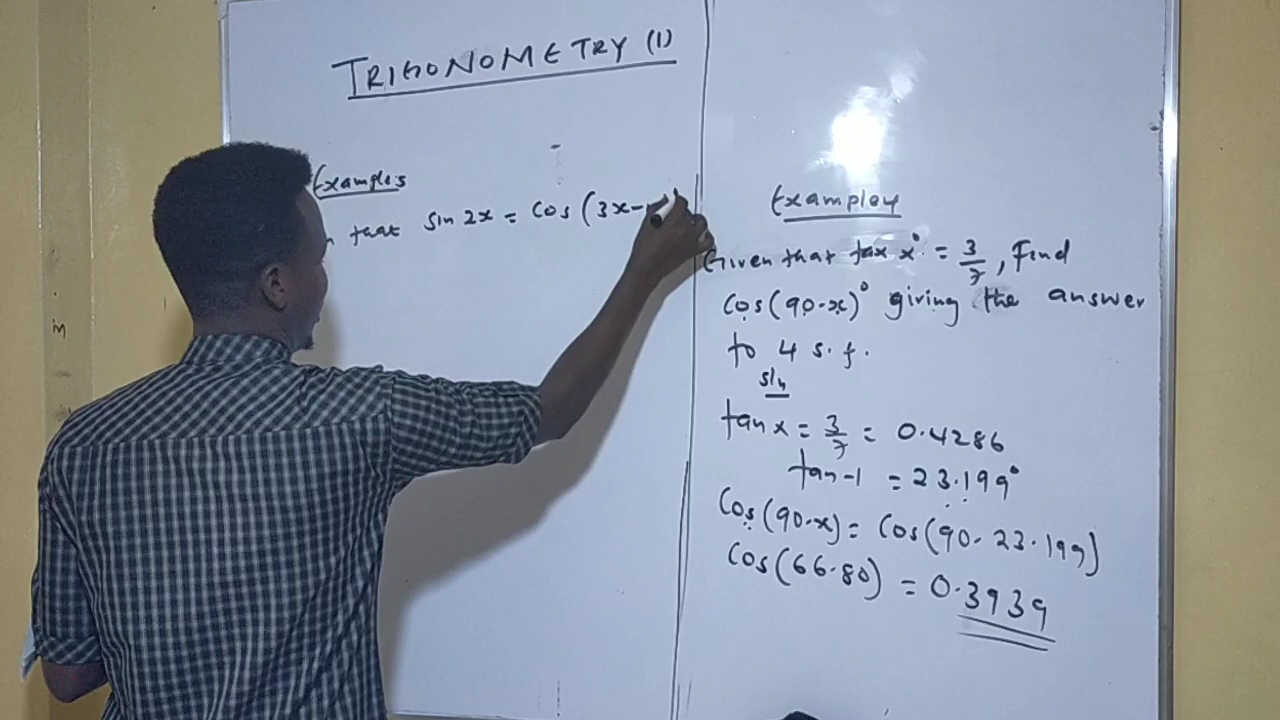 TRIGONOMETRY (1)
Examples
n that sin 2x = cos (3x-
Examples
Given that tan x° = 3/7, Find
cos(90-x)° giving the answer
to 4 s.f.
sln
tan x = 3/7 = 0.4286
tan-1 = 23.199°
Cos(90-x) = Cos(90-23.199)
Cos(66.80) = 0.3939